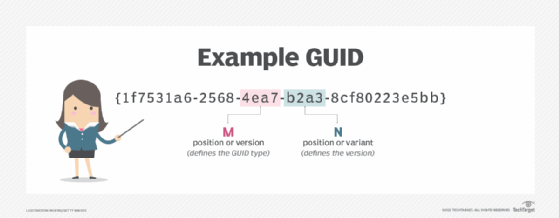 Example GUID
{1f7531a6-2568-4ea7-b2a3-8cf80223e5bb}
M
position or version
(defines the GUID type)
N
position or variant
(defines the version)
TechTarget